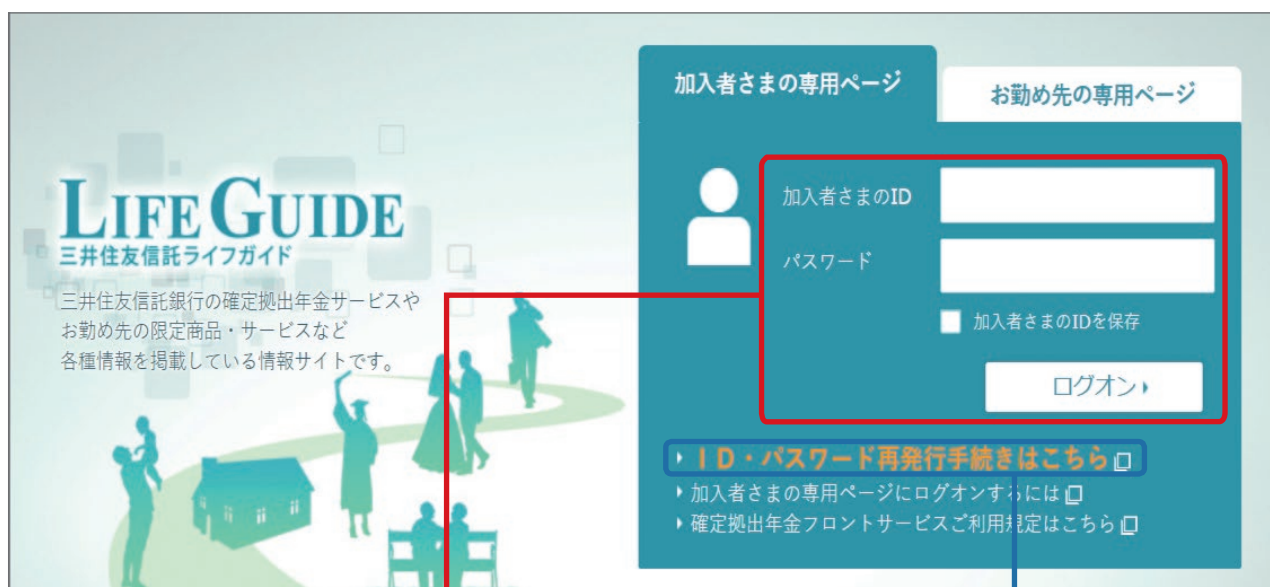 加入者さまの専用ページ
お勤め先の専用ページ
LIFE GUIDE
三井住友信託ライフガイド
三井住友信託銀行の確定拠出年金サービスや
お勤め先の限定商品・サービスなど
各種情報を掲載している情報サイトです。
加入者さまのID
パスワード
加入者さまのIDを保存
ログオン
ＩＤ・パスワード再発行手続きはこちら
加入者さまの専用ページにログオンするには
確定拠出年金フロントサービスご利用規定はこちら